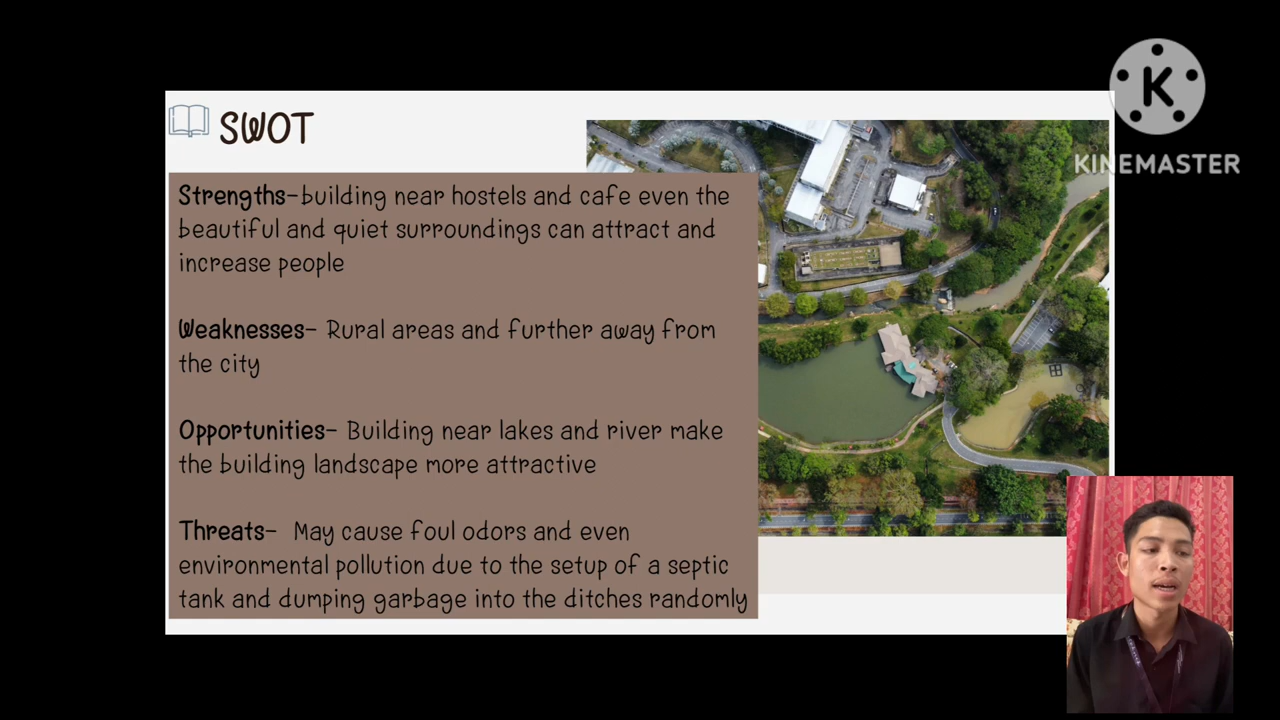 SWOT
Strengths-building near hostels and cafe even the
beautiful and quiet surroundings can attract and
increase people
Weaknesses- Rural areas and further away from
the city
Opportunities- Building near lakes and river make
the building landscape more attractive
Threats- May cause foul odors and even
environmental pollution due to the setup of a septic
tank and dumping garbage into the ditches randomly
K
KINEMASTER